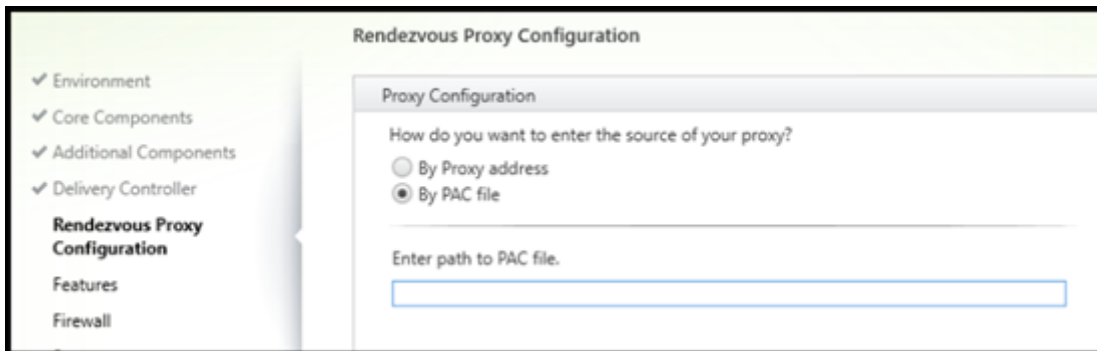 Rendezvous Proxy Configuration
Environment
Core Components
Additional Components
Delivery Controller
Rendezvous Proxy
Configuration
Features
Firewall
Proxy Configuration
How do you want to enter the source of your proxy?
By Proxy address
By PAC file
Enter path to PAC file.